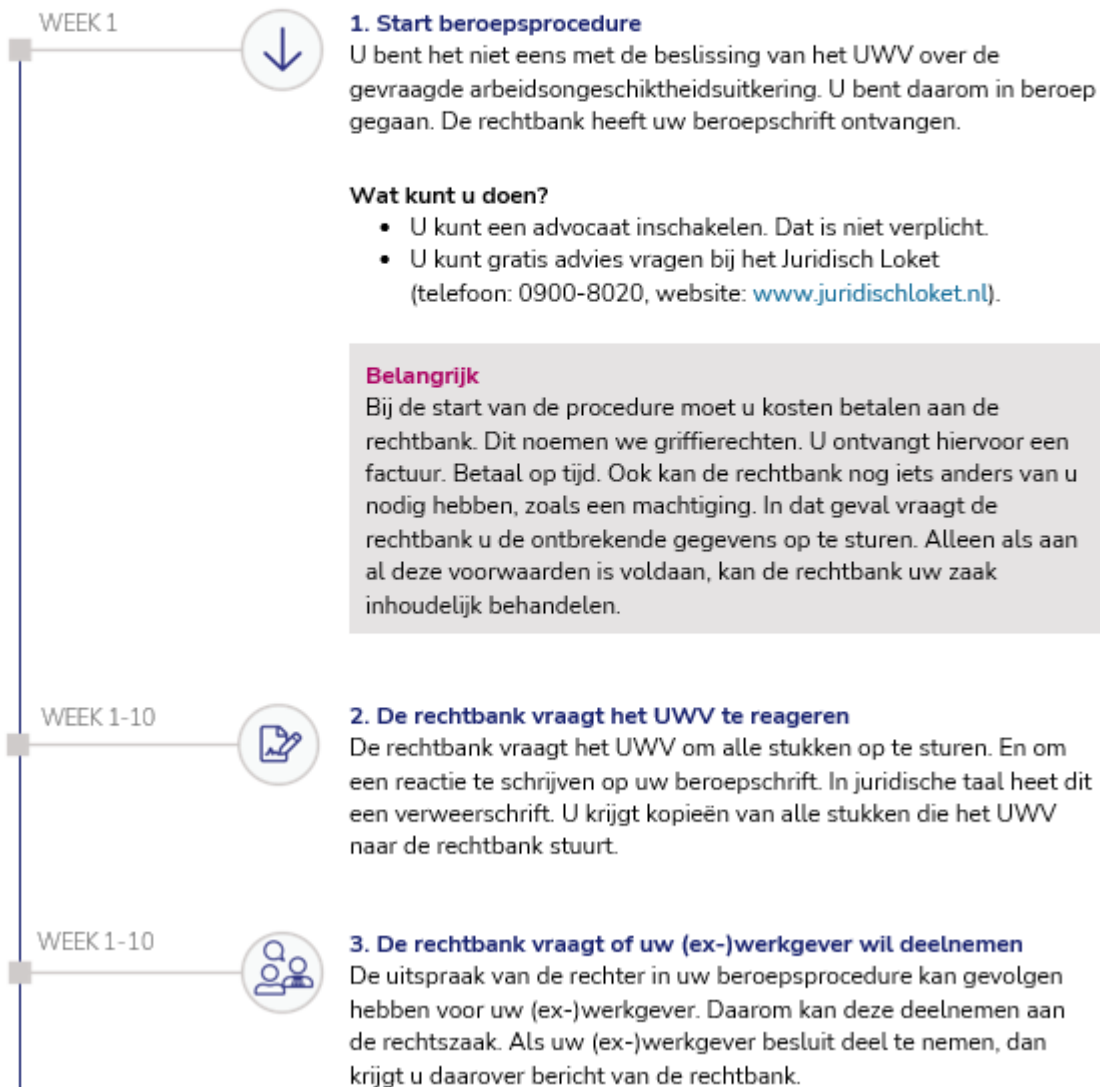 WEEK 1
1. Start beroepsprocedure
U bent het niet eens met de beslissing van het UWV over de
gevraagde arbeidsongeschiktheidsuitkering. U bent daarom in beroep
gegaan. De rechtbank heeft uw beroepschrift ontvangen.
Wat kunt u doen?
• U kunt een advocaat inschakelen. Dat is niet verplicht.
• U kunt gratis advies vragen bij het Juridisch Loket
(telefoon: 0900-8020, website: www.juridischloket.nl).
Belangrijk
Bij de start van de procedure moet u kosten betalen aan de
rechtbank. Dit noemen we griffierechten. U ontvangt hiervoor een
factuur. Betaal op tijd. Ook kan de rechtbank nog iets anders van u
nodig hebben, zoals een machtiging. In dat geval vraagt de
rechtbank u de ontbrekende gegevens op te sturen. Alleen als aan
al deze voorwaarden is voldaan, kan de rechtbank uw zaak
inhoudelijk behandelen.
WEEK 1-10
2. De rechtbank vraagt het UWV te reageren
De rechtbank vraagt het UWV om alle stukken op te sturen. En om
een reactie te schrijven op uw beroepschrift. In juridische taal heet dit
een verweerschrift. U krijgt kopieën van alle stukken die het UWV
naar de rechtbank stuurt.
WEEK 1-10
3. De rechtbank vraagt of uw (ex-)werkgever wil deelnemen
De uitspraak van de rechter in uw beroepsprocedure kan gevolgen
hebben voor uw (ex-)werkgever. Daarom kan deze deelnemen aan
de rechtszaak. Als uw (ex-)werkgever besluit deel te nemen, dan
krijgt u daarover bericht van de rechtbank.